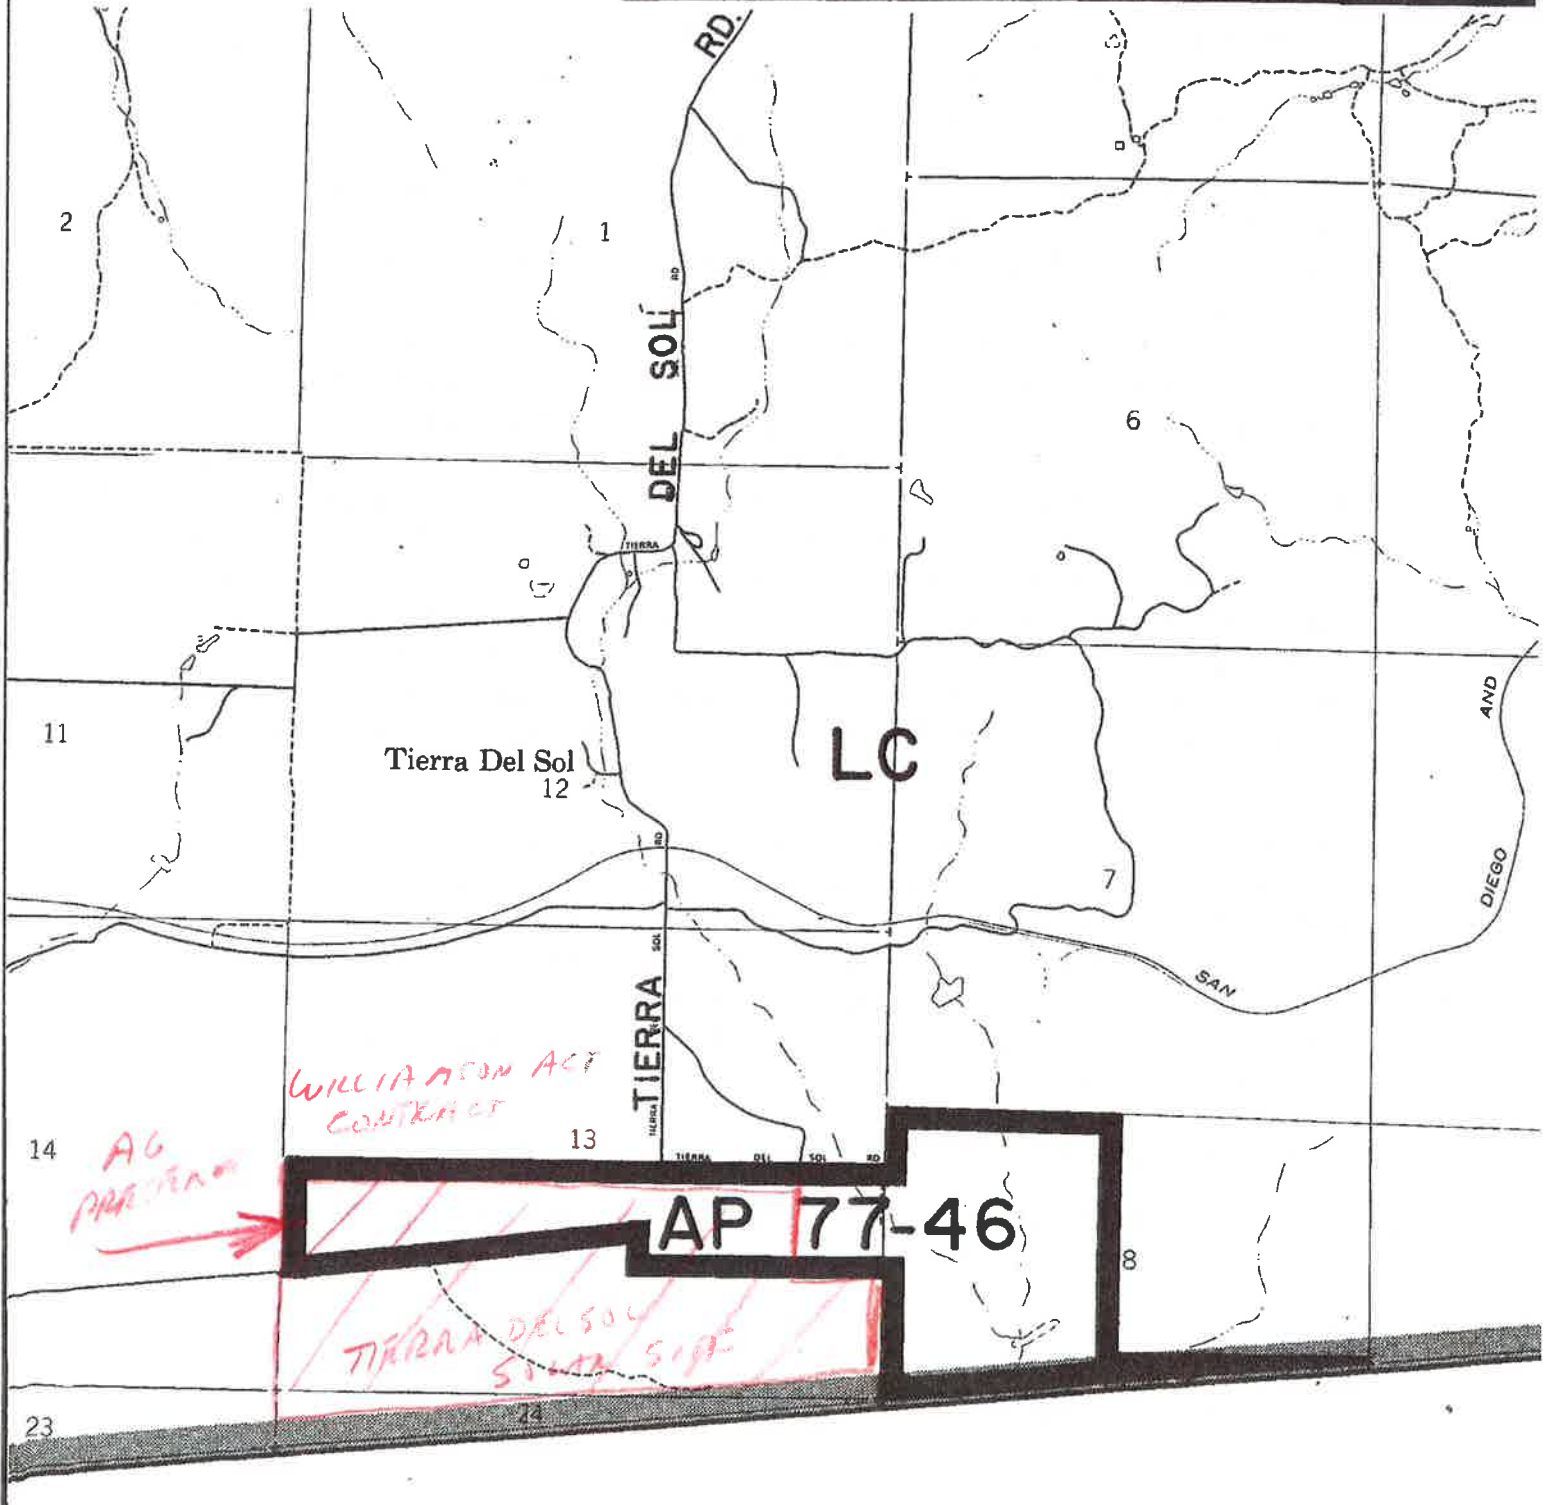 RD.
2
1
RD
SOL
DEL
6
TIERRA
11
Tierra Del Sol
12
LC
AND
RD
7
DIEGO
SOL
SAN
TIERRA
DEL
WILLIAMSON ACT
CONTRACT
TIERRA
14
13
AG
PRESERVE
TIERRA DEL SOL RD
AP 77-46
8
TIERRA DEL SOL
SOLAR SITE
23
24